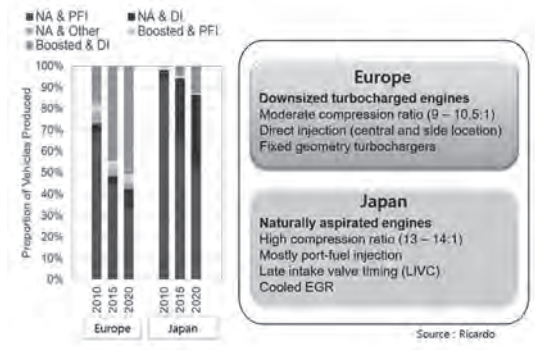 NA & PFI NA & DI
NA & Other Boosted & PFI
Boosted & DI
Proportion of Vehicles Produced
100%
90%
80%
70%
60%
50%
40%
30%
20%
10%
0%
2010 2015 2020 2010 2015 2020
Europe Japan
Europe
Downsized turbocharged engines
Moderate compression ratio (9 – 10.5:1)
Direct injection (central and side location)
Fixed geometry turbochargers
Japan
Naturally aspirated engines
High compression ratio (13 – 14:1)
Mostly port-fuel injection
Late intake valve timing (LIVC)
Cooled EGR
Source : Ricardo